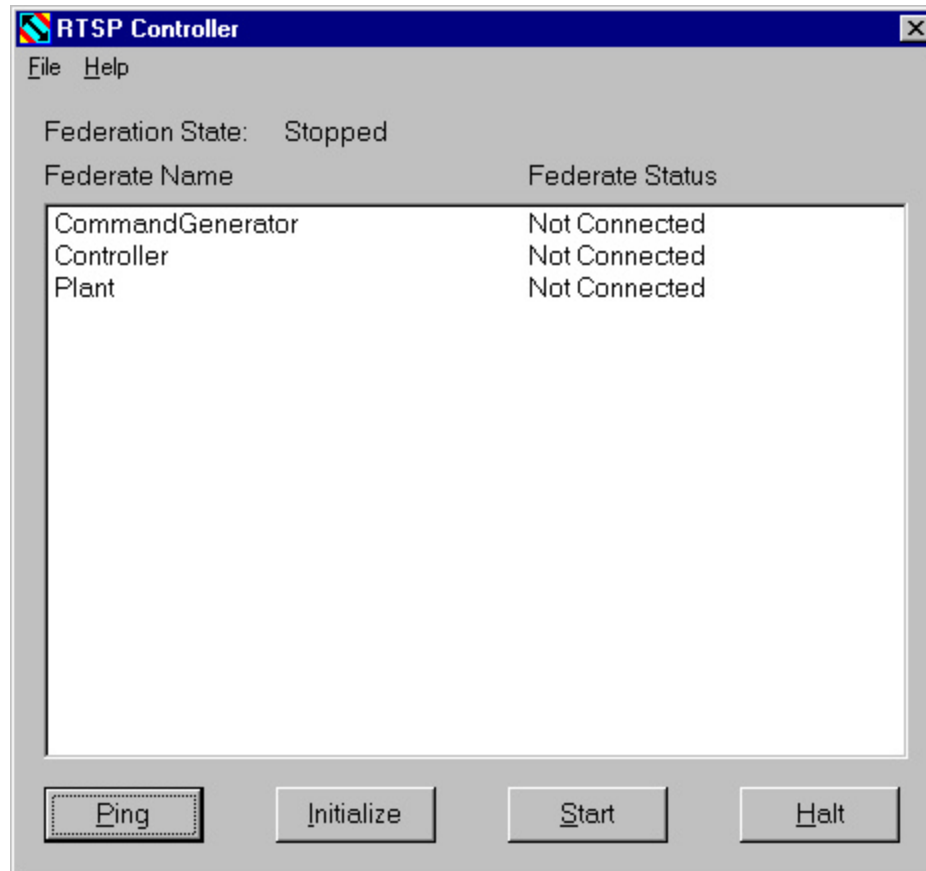 RTSP Controller
File Help
Federation State: Stopped
Federate Name Federate Status
CommandGenerator Not Connected
Controller Not Connected
Plant Not Connected
Ping Initialize Start Halt